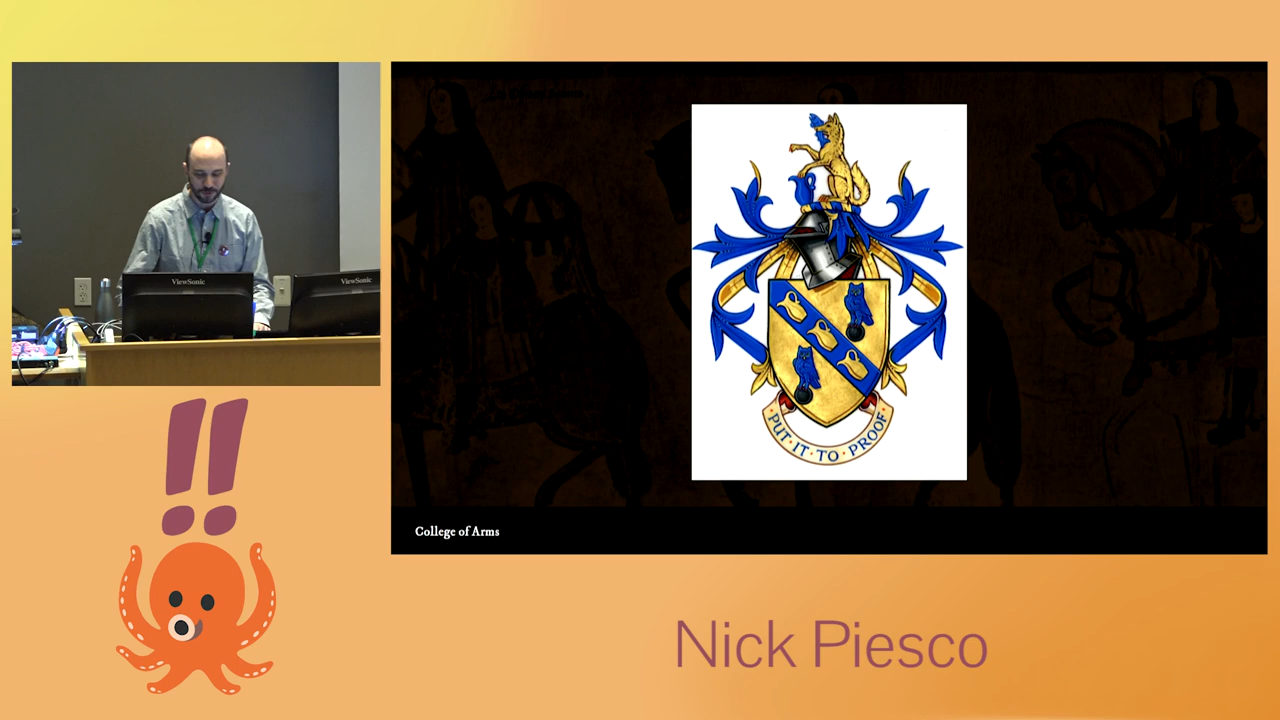 ViewSonic
ViewSonic
!!
·PUT·IT·TO·PROOF·
College of Arms
Nick Piesco